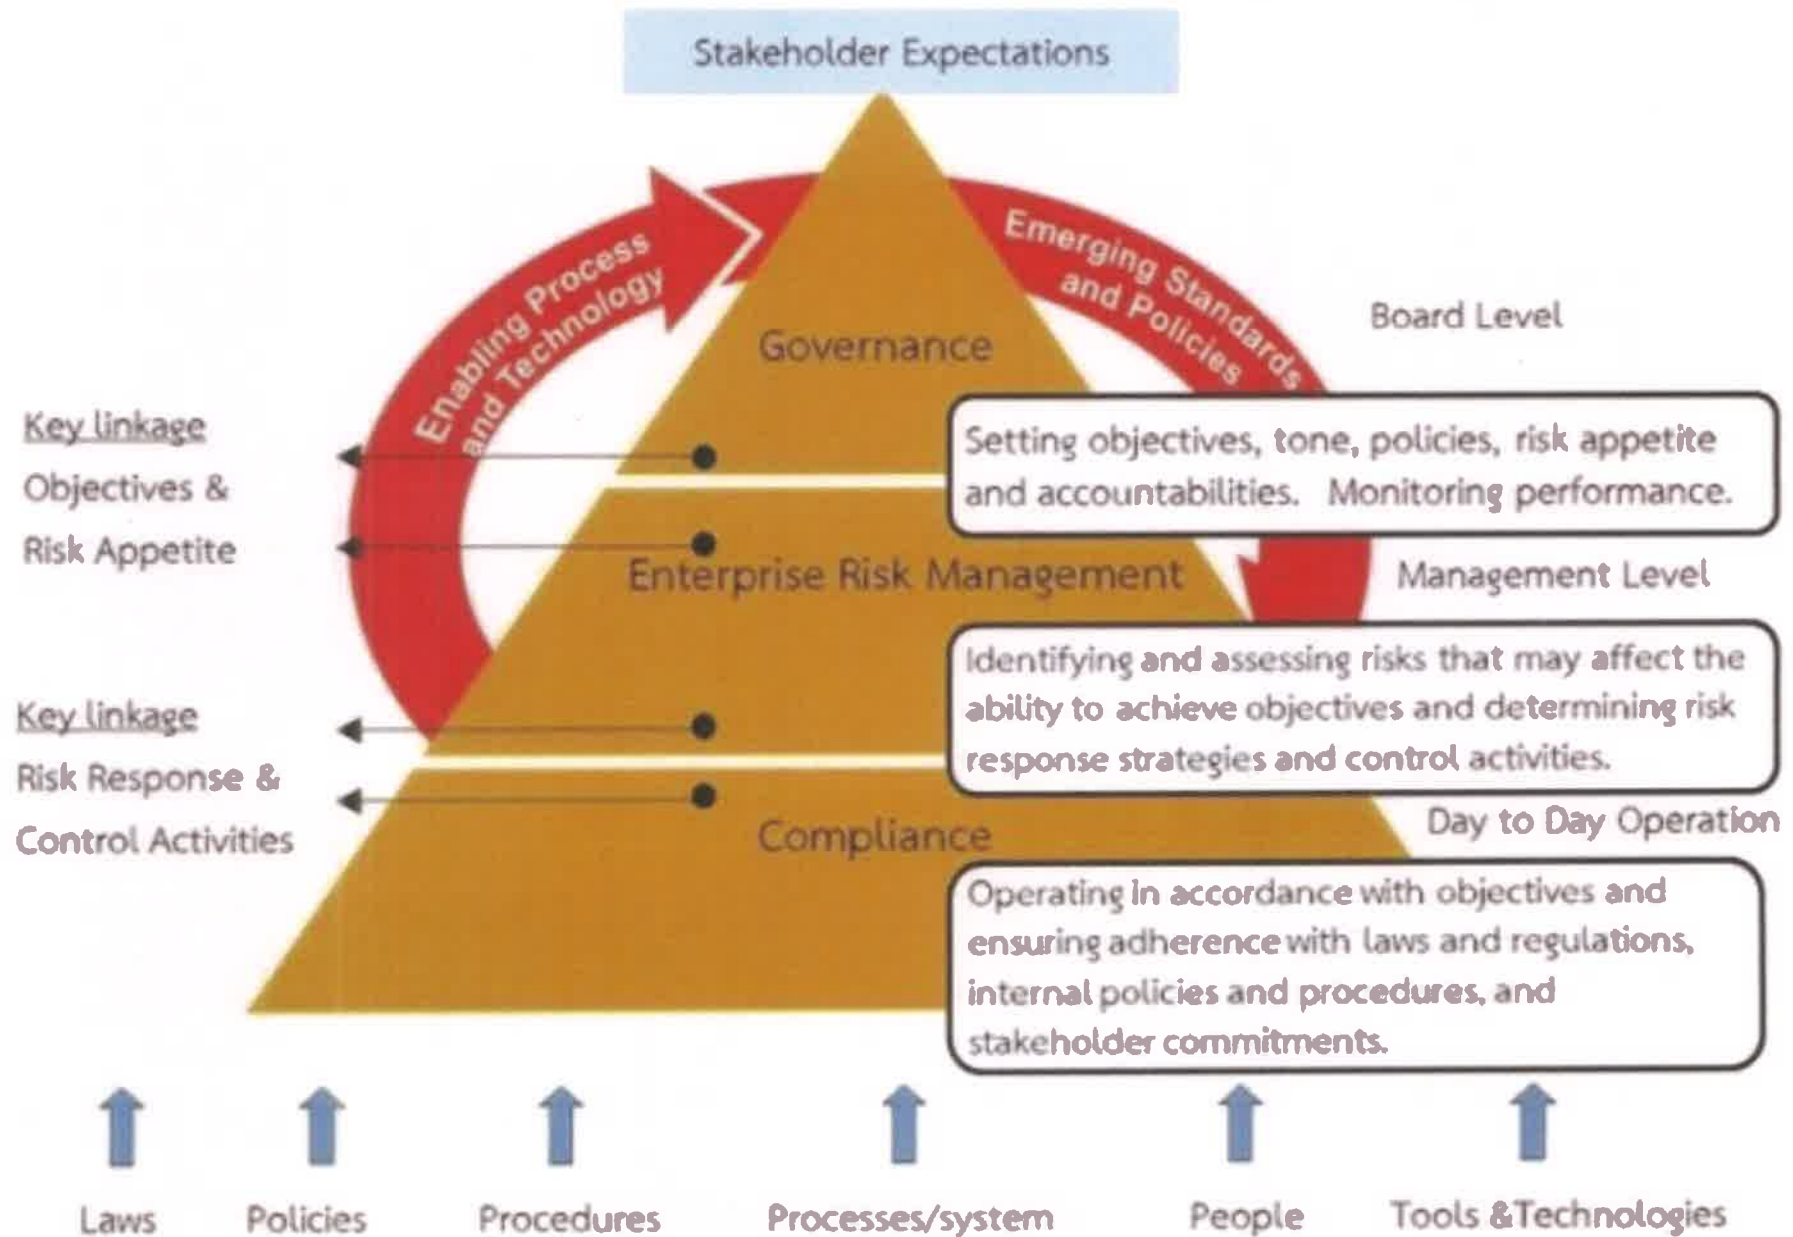 Stakeholder Expectations
Enabling Process
and Technology
Emerging Standards
and Policies
Board Level
Governance
Key linkage
Objectives &
Risk Appetite
Setting objectives, tone, policies, risk appetite
and accountabilities. Monitoring performance.
Enterprise Risk Management
Management Level
Identifying and assessing risks that may affect the
ability to achieve objectives and determining risk
response strategies and control activities.
Key linkage
Risk Response &
Control Activities
Compliance
Day to Day Operation
Operating in accordance with objectives and
ensuring adherence with laws and regulations,
internal policies and procedures, and
stakeholder commitments.
Laws
Policies
Procedures
Processes/system
People
Tools &Technologies